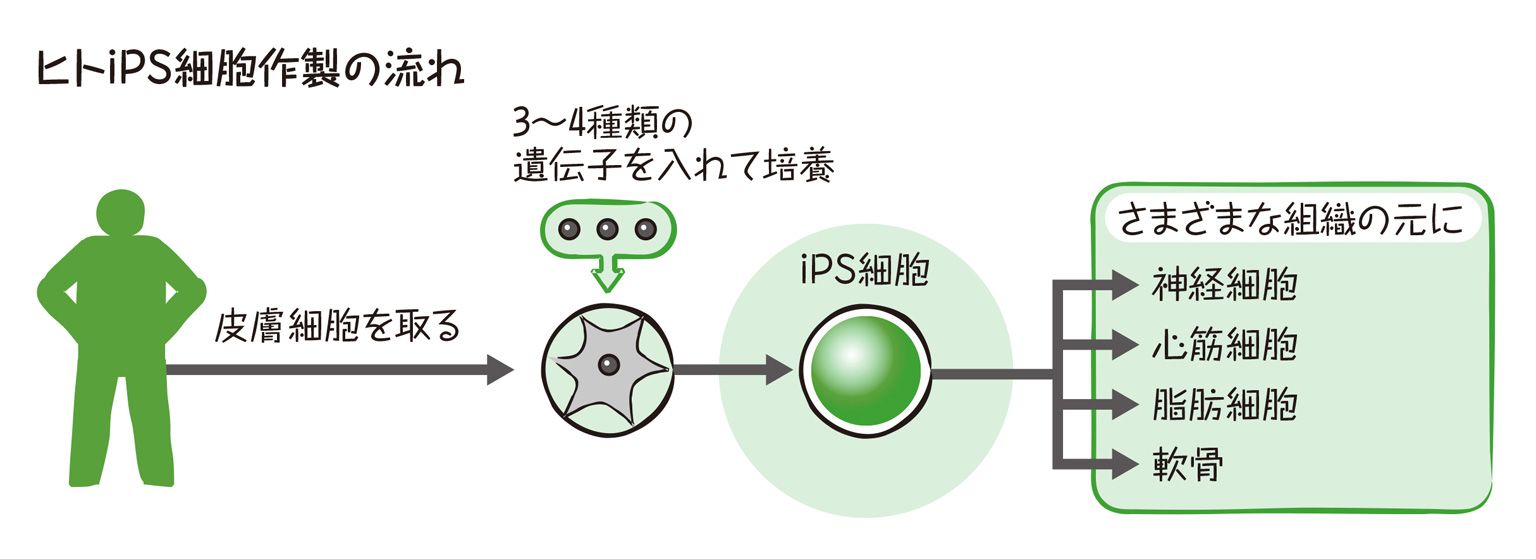 ヒトiPS細胞作製の流れ
3〜4種類の
遺伝子を入れて培養
皮膚細胞を取る
iPS細胞
さまざまな組織の元に
神経細胞
心筋細胞
脂肪細胞
軟骨